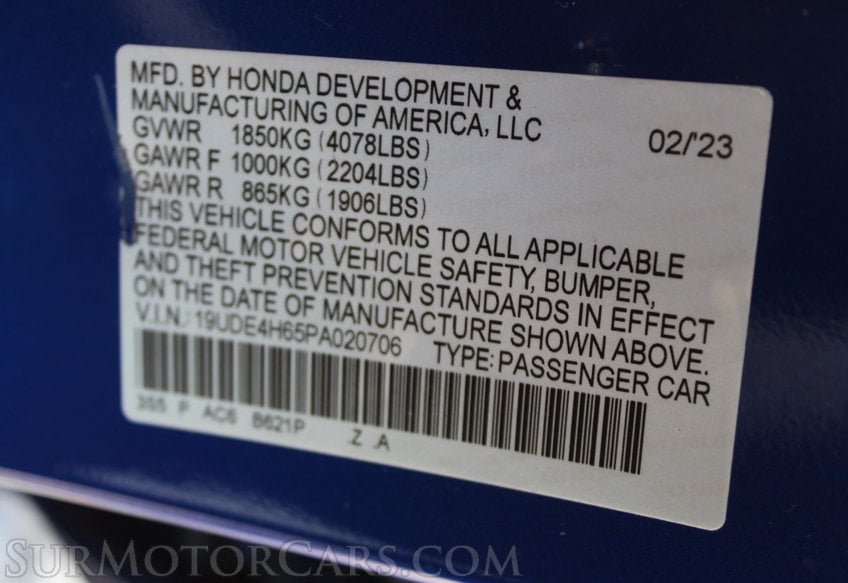 MFD. BY HONDA DEVELOPMENT &
MANUFACTURING OF AMERICA, LLC
02/'23
GVWR 1850KG (4078LBS)
GAWR F 1000KG (2204LBS)
GAWR R 865KG (1906LBS)
THIS VEHICLE CONFORMS TO ALL APPLICABLE
FEDERAL MOTOR VEHICLE SAFETY, BUMPER,
AND THEFT PREVENTION STANDARDS IN EFFECT
ON THE DATE OF MANUFACTURE SHOWN ABOVE.
V.I.N.: 19UDE4H65PA020706 TYPE: PASSENGER CAR
P AC6 B621P .Z .A
SURMOTORCARS.COM